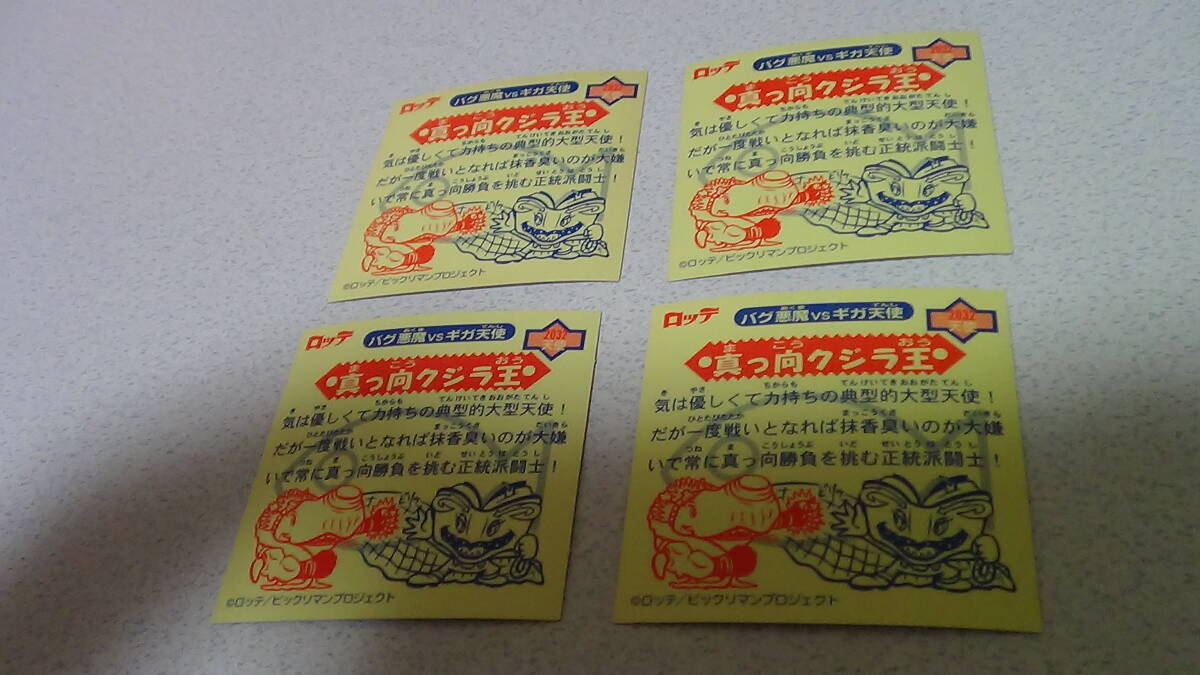 ロッテ バグ悪魔VSギガ天使
真っ向クジラ王
気は優しくて力持ちの典型的大型天使！
だが一度戦いとなれば抹香臭いのが大嫌
いで常に真っ向勝負を挑む正統派闘士！
©ロッテ/ビックリマンプロジェクト
ロッテ バグ悪魔VSギガ天使 2032 天使
真っ向クジラ王
気は優しくて力持ちの典型的大型天使！
だが一度戦いとなれば抹香臭いのが大嫌
いで常に真っ向勝負を挑む正統派闘士！
©ロッテ/ビックリマンプロジェクト
ロッテ バグ悪魔VSギガ天使 2032 天使
真っ向クジラ王
気は優しくて力持ちの典型的大型天使！
だが一度戦いとなれば抹香臭いのが大嫌
いで常に真っ向勝負を挑む正統派闘士！
©ロッテ/ビックリマンプロジェクト
ロッテ バグ悪魔VSギガ天使 2032 天使
真っ向クジラ王
気は優しくて力持ちの典型的大型天使！
だが一度戦いとなれば抹香臭いのが大嫌
いで常に真っ向勝負を挑む正統派闘士！
©ロッテ/ビックリマンプロジェクト